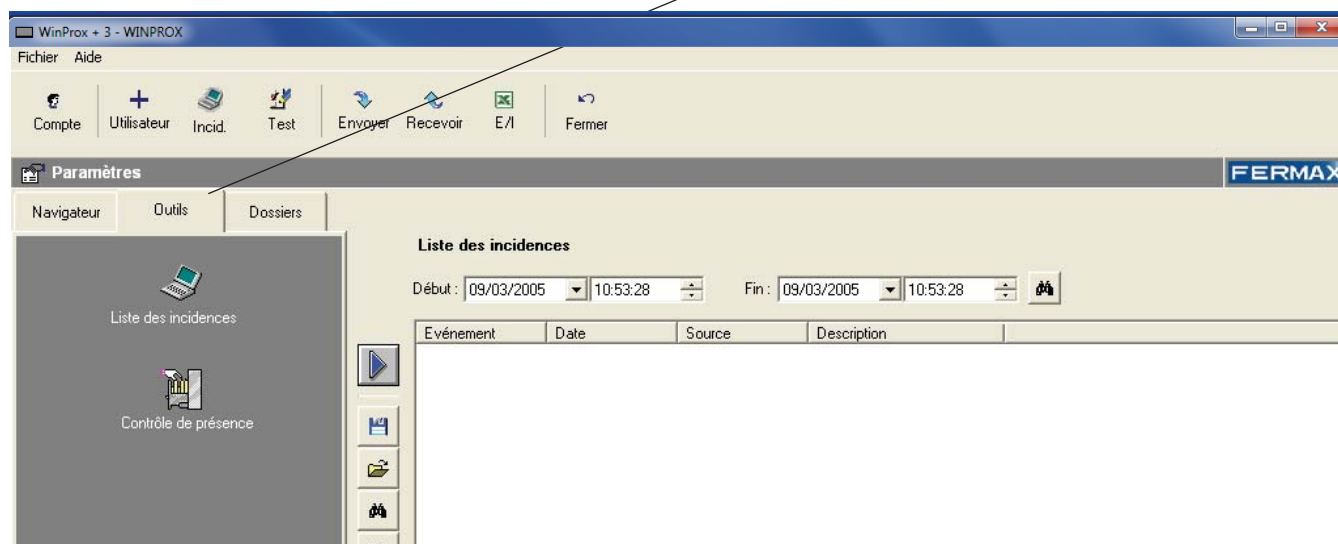 WinProx + 3 - WINPROX
Fichier Aide
Compte Utilisateur Incid. Test Envoyer Recevoir E/I Fermer
Paramètres FERMAX
Navigateur Outils Dossiers
Liste des incidences
Début : 09/03/2005 10:53:28 Fin : 09/03/2005 10:53:28
Liste des incidences
Evénement Date Source Description
Contrôle de présence